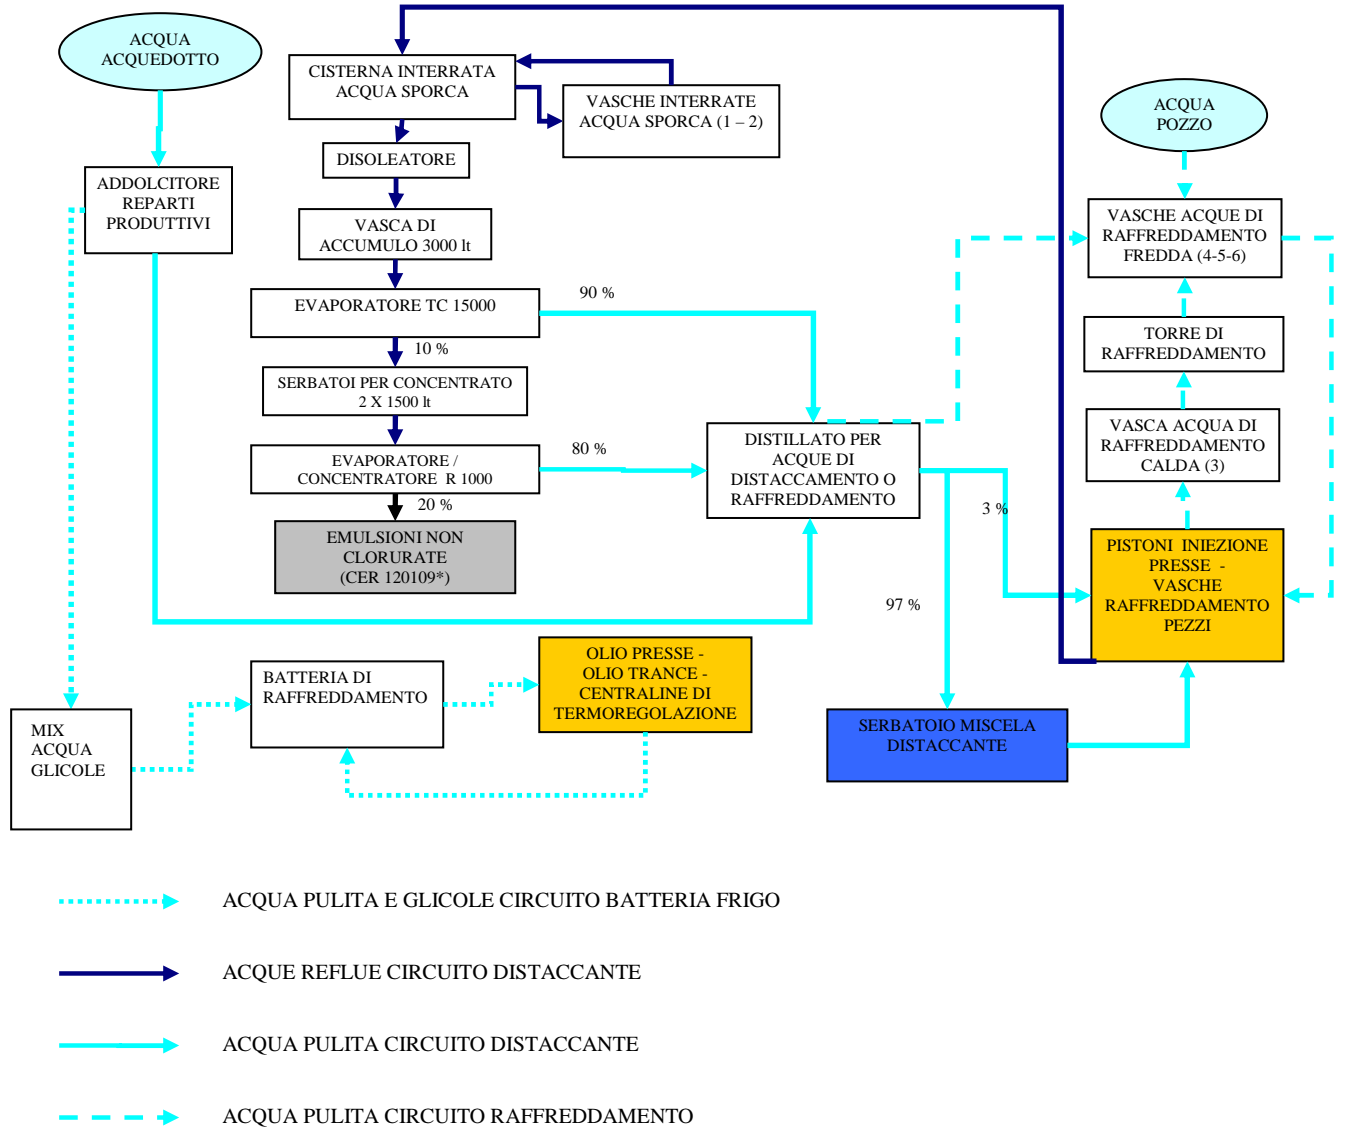 ACQUA
ACQUEDOTTO
CISTERNA INTERRATA
ACQUA SPORCA
VASCHE INTERRATE
ACQUA SPORCA (1 – 2)
ACQUA
POZZO
DISOLEATORE
ADDOLCITORE
REPARTI
PRODUTTIVI
VASCA DI
ACCUMULO 3000 lt
VASCHE ACQUE DI
RAFFREDDAMENTO
FREDDA (4-5-6)
EVAPORATORE TC 15000
90 %
10 %
TORRE DI
RAFFREDDAMENTO
SERBATOI PER CONCENTRATO
2 X 1500 lt
VASCA ACQUA DI
RAFFREDDAMENTO
CALDA (3)
EVAPORATORE /
CONCENTRATORE R 1000
80 %
20 %
DISTILLATO PER
ACQUE DI
DISTACCAMENTO O
RAFFREDDAMENTO
3 %
EMULSIONI NON
CLORURATE
(CER 120109*)
PISTONI INIEZIONE
PRESSE -
VASCHE
RAFFREDDAMENTO
PEZZI
97 %
BATTERIA DI
RAFFREDDAMENTO
OLIO PRESSE -
OLIO TRANCE -
CENTRALINE DI
TERMOREGOLAZIONE
MIX
ACQUA
GLICOLE
SERBATOIO MISCELA
DISTACCANTE
ACQUA PULITA E GLICOLE CIRCUITO BATTERIA FRIGO
ACQUE REFLUE CIRCUITO DISTACCANTE
ACQUA PULITA CIRCUITO DISTACCANTE
ACQUA PULITA CIRCUITO RAFFREDDAMENTO